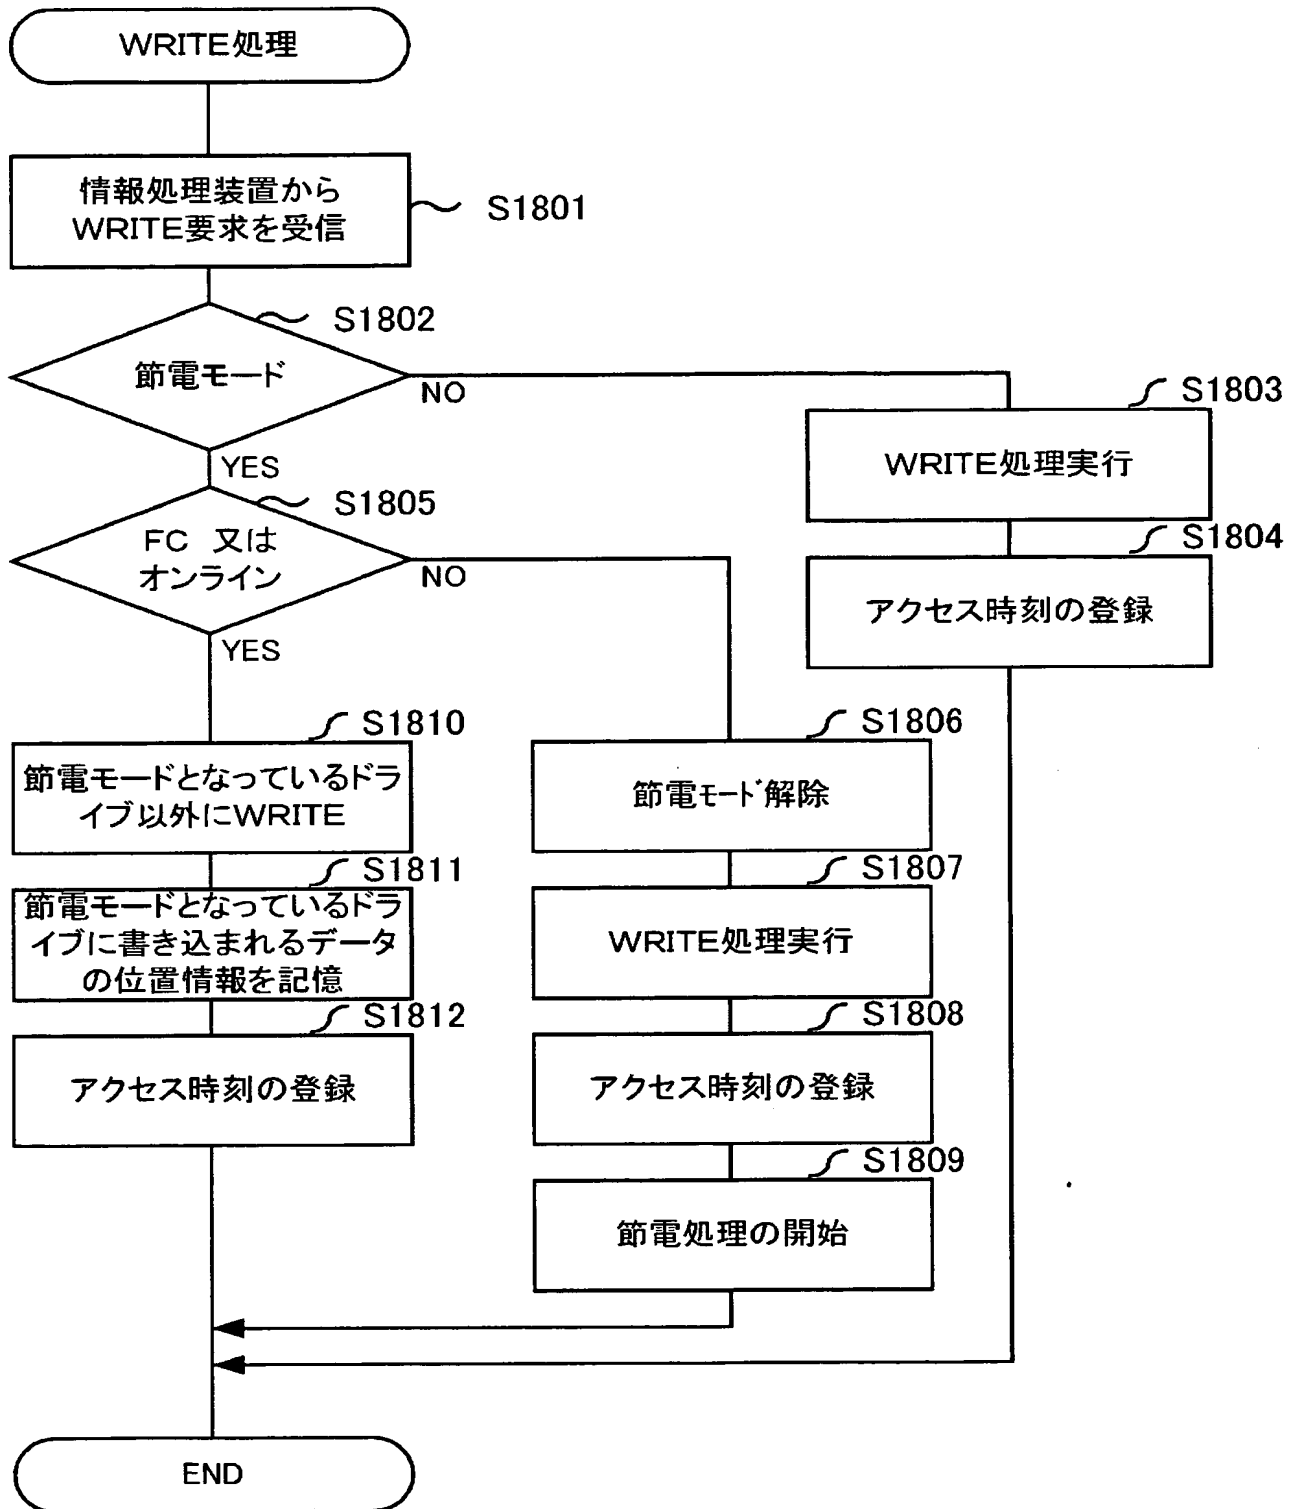 WRITE処理
情報処理装置から
WRITE要求を受信
S1801
S1802
節電モード
NO
YES
S1803
WRITE処理実行
S1804
アクセス時刻の登録
S1805
FC 又は
オンライン
NO
YES
S1810
節電モードとなっているドラ
イブ以外にWRITE
S1811
節電モードとなっているドラ
イブに書き込まれるデータ
の位置情報を記憶
S1812
アクセス時刻の登録
S1806
節電ﾓｰﾄﾞ解除
S1807
WRITE処理実行
S1808
アクセス時刻の登録
S1809
節電処理の開始
END